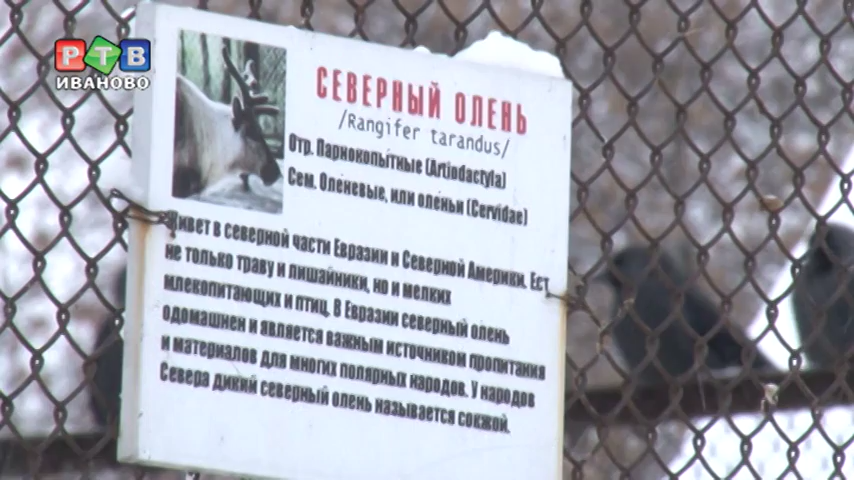 РТВ
ИВАНОВО
СЕВЕРНЫЙ ОЛЕНЬ
/Rangifer tarandus/
Отр. Парнокопытные (Artiodactyla)
Сем. Оленевые, или оленьи (Cervidae)
Живет в северной части Евразии и Северной Америки. Ест
не только траву и лишайники, но и мелких
млекопитающих и птиц. В Евразии северный олень
одомашнен и является важным источником пропитания
и материалов для многих полярных народов. У народов
Севера дикий северный олень называется сокжой.